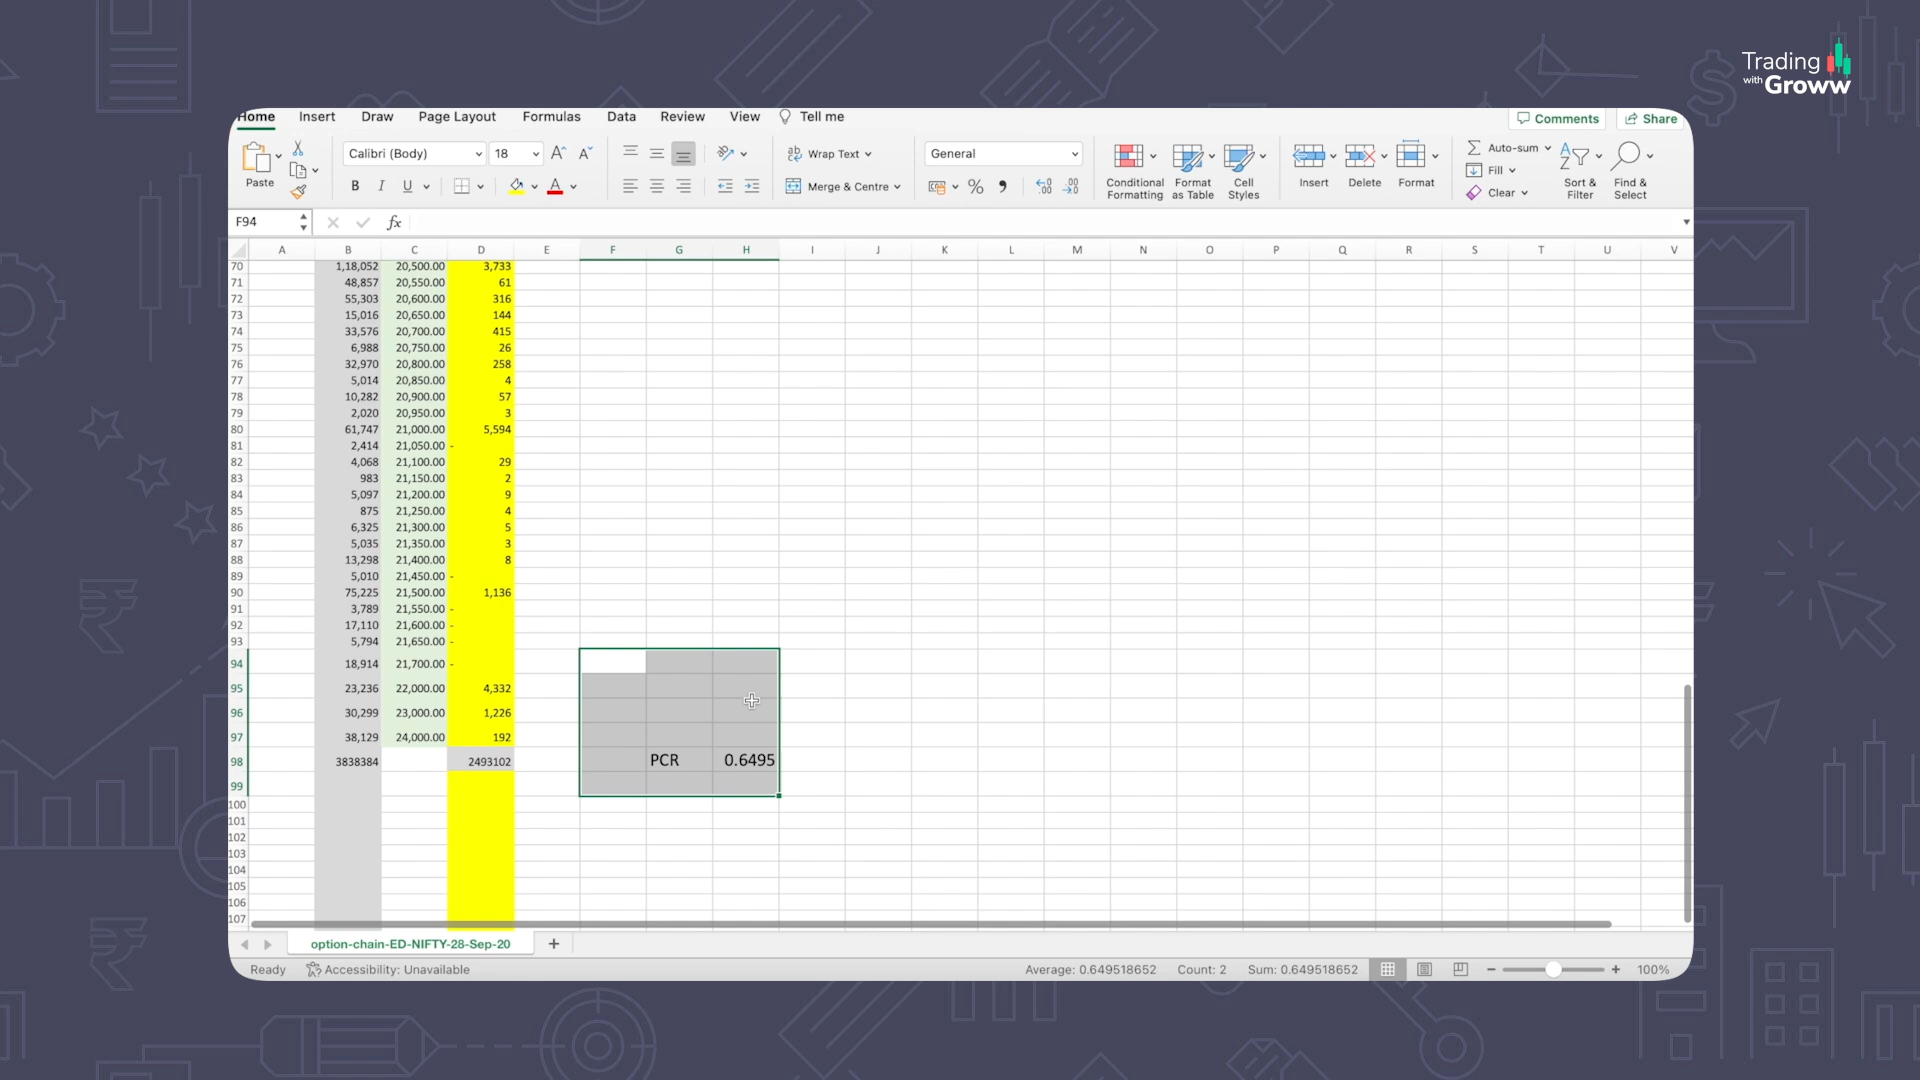 Trading
with Groww
Home Insert Draw Page Layout Formulas Data Review View Tell me Comments Share
Paste Calibri (Body) 18 A A Wrap Text General Conditional Formatting Format as Table Cell Styles Insert Delete Format Auto-sum Fill Clear Sort & Filter Find & Select
B I U A Merge & Centre % 
F94 fx
A B C D E F G H I J K L M N O P Q R S T U V
70 1,18,052 20,500.00 3,733
71 48,857 20,550.00 61
72 55,303 20,600.00 316
73 15,016 20,650.00 144
74 33,576 20,700.00 415
75 6,988 20,750.00 26
76 32,970 20,800.00 258
77 5,014 20,850.00 4
78 10,282 20,900.00 57
79 2,020 20,950.00 3
80 61,747 21,000.00 5,594
81 2,414 21,050.00 -
82 4,068 21,100.00 29
83 983 21,150.00 2
84 5,097 21,200.00 9
85 875 21,250.00 4
86 6,325 21,300.00 5
87 5,035 21,350.00 3
88 13,298 21,400.00 8
89 5,010 21,450.00 -
90 75,225 21,500.00 1,136
91 3,789 21,550.00 -
92 17,110 21,600.00 -
93 5,794 21,650.00 -
94 18,914 21,700.00 -
95 23,236 22,000.00 4,332
96 30,299 23,000.00 1,226
97 38,129 24,000.00 192
98 3838384 2493102 PCR 0.6495
99
100
101
102
103
104
105
106
107
option-chain-ED-NIFTY-28-Sep-20
Ready Accessibility: Unavailable Average: 0.649518652 Count: 2 Sum: 0.649518652 100%